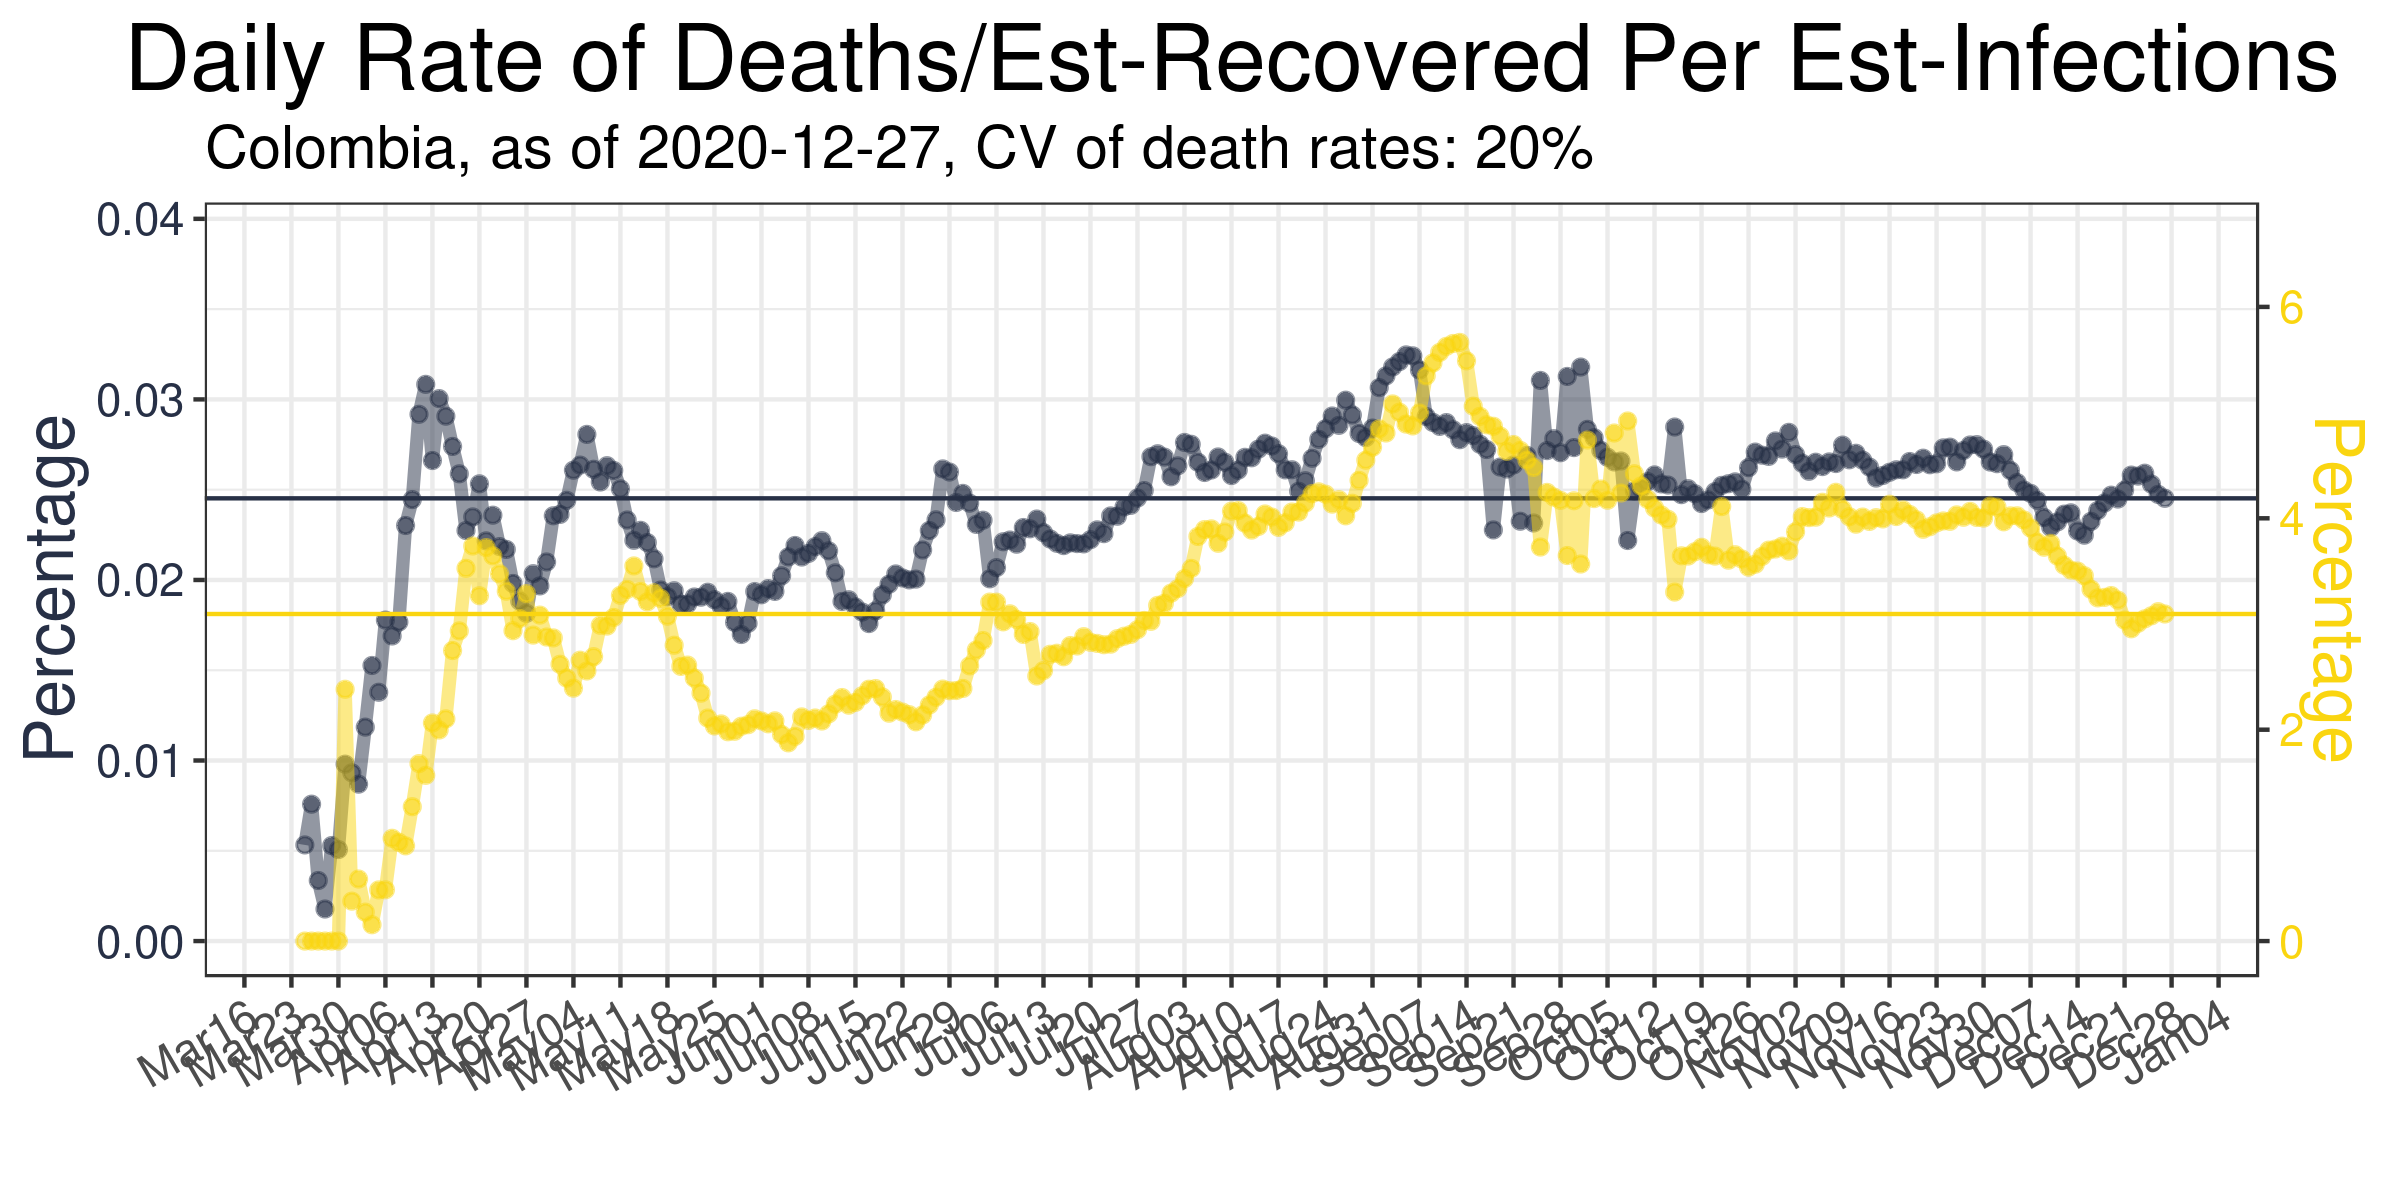 Daily Rate of Deaths/Est-Recovered Per Est-Infections
Colombia, as of 2020-12-27, CV of death rates: 20%
Percentage
0.04
0.03
0.02
0.01
0.00
6
4
2
0
Percentage
Mar16
Mar23
Mar30
Apr06
Apr13
Apr20
Apr27
May04
May11
May18
May25
Jun01
Jun08
Jun15
Jun22
Jun29
Jul06
Jul13
Jul20
Jul27
Aug03
Aug10
Aug17
Aug24
Aug31
Sep07
Sep14
Sep21
Sep28
Oct05
Oct12
Oct19
Oct26
Nov02
Nov09
Nov16
Nov23
Nov30
Dec07
Dec14
Dec21
Dec28
Jan04